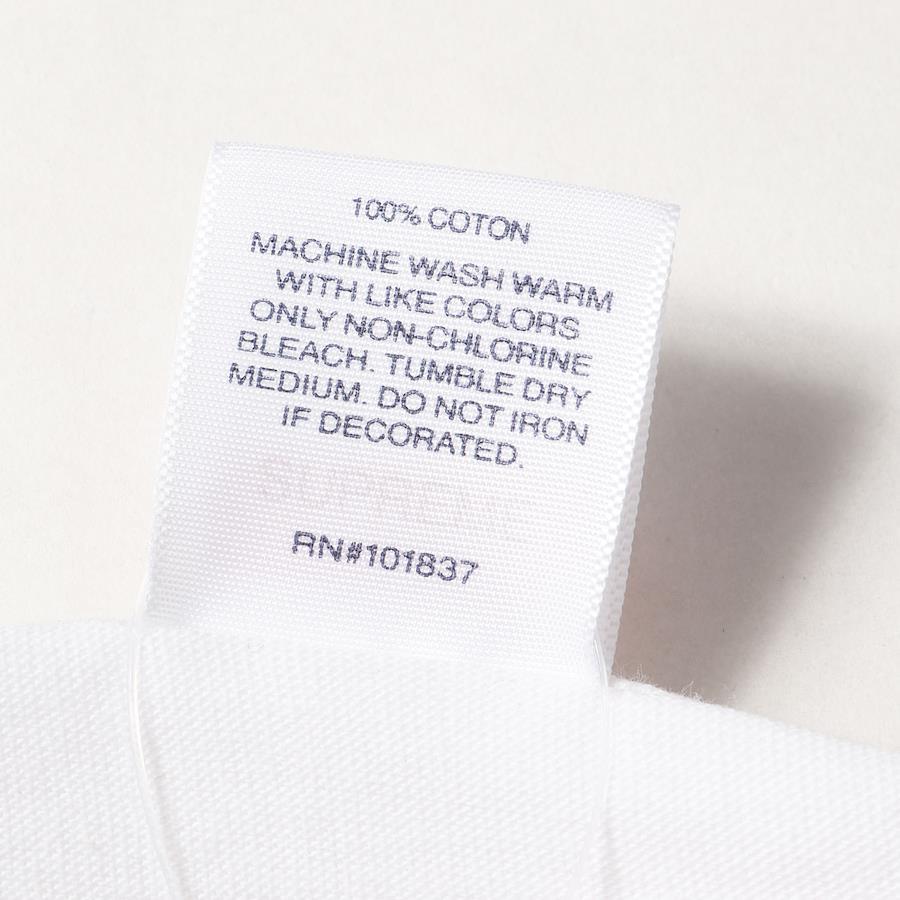 100% COTON
MACHINE WASH WARM
WITH LIKE COLORS
ONLY NON-CHLORINE
BLEACH. TUMBLE DRY
MEDIUM. DO NOT IRON
IF DECORATED.
RN#101837